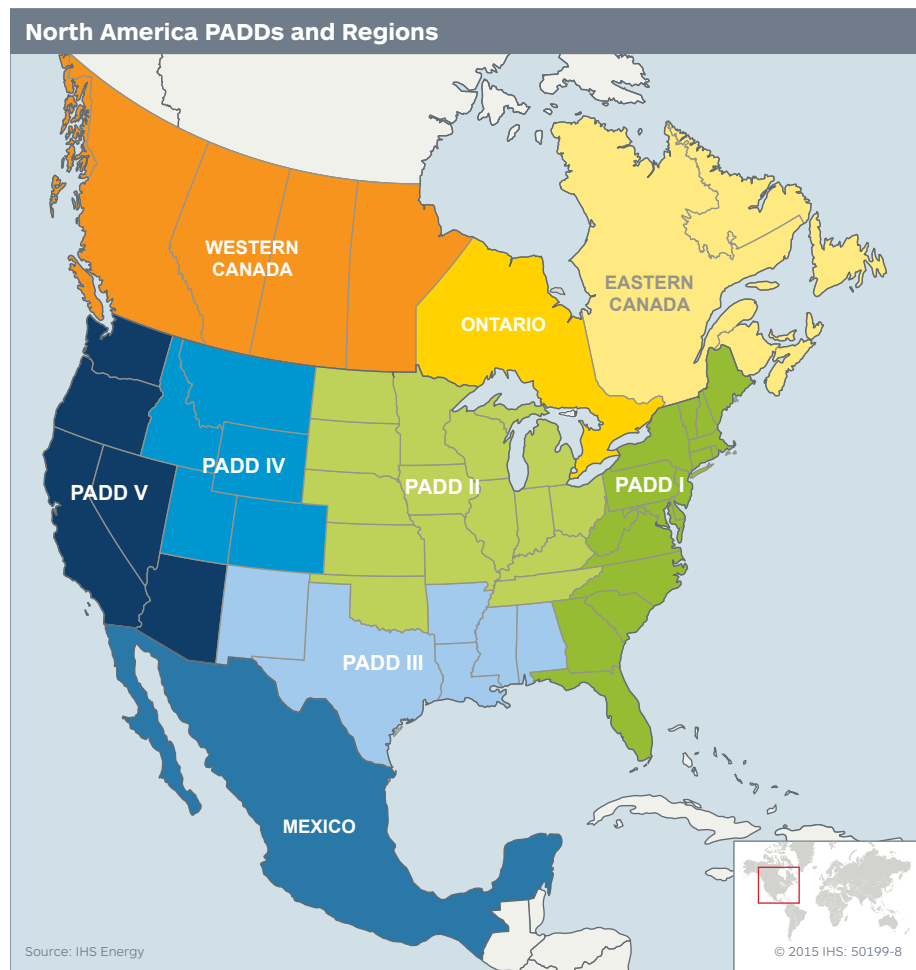 North America PADDs and Regions
WESTERN
CANADA
EASTERN
CANADA
ONTARIO
PADD IV
PADD V
PADD II
PADD I
PADD III
MEXICO
Source: IHS Energy
© 2015 IHS: 50199-8